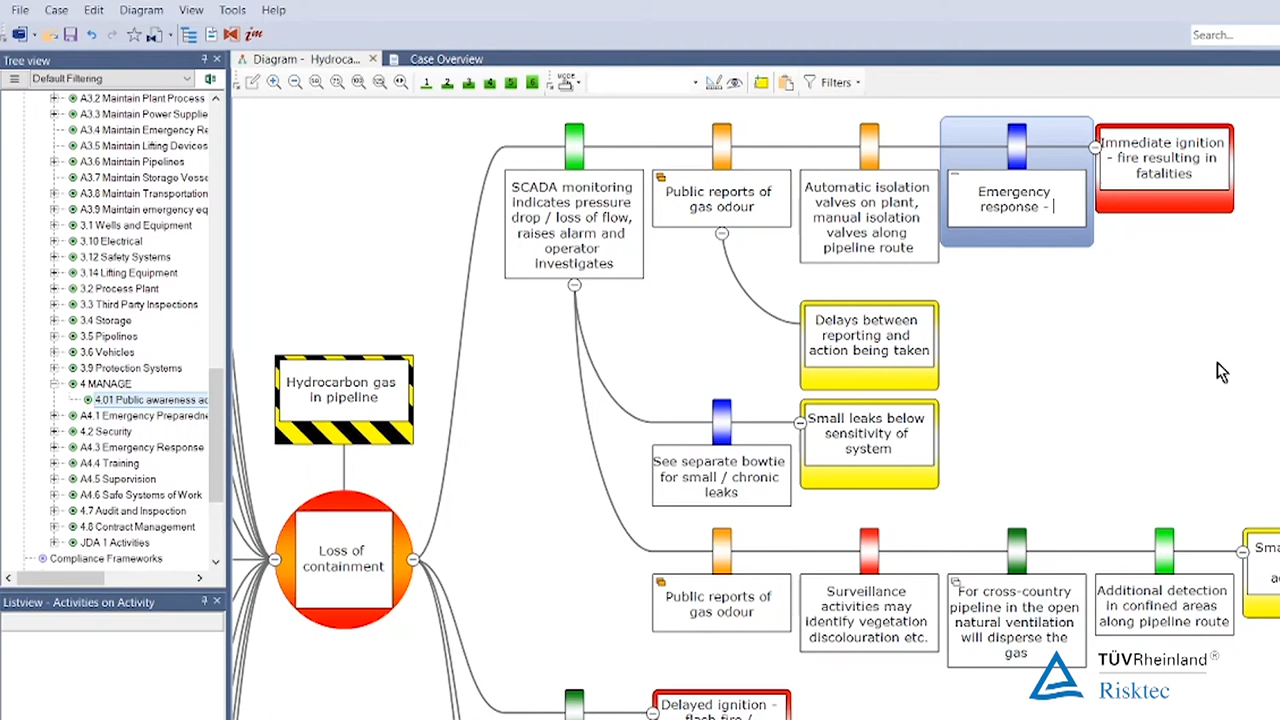 File Case Edit Diagram View Tools Help
Search...
Tree view
Default Filtering
A3.2 Maintain Plant Process
A3.3 Maintain Power Supplie
A3.4 Maintain Emergency Re
A3.5 Maintain Lifting Devices
A3.6 Maintain Pipelines
A3.7 Maintain Storage Vesse
A3.8 Maintain Transportation
A3.9 Maintain emergency eq
3.1 Wells and Equipment
3.10 Electrical
3.12 Safety Systems
3.14 Lifting Equipment
3.2 Process Plant
3.3 Third Party Inspections
3.4 Storage
3.5 Pipelines
3.6 Vehicles
3.9 Protection Systems
4 MANAGE
4.01 Public awareness ac
A4.1 Emergency Preparedne
4.2 Security
A4.3 Emergency Response
A4.4 Training
A4.5 Supervision
A4.6 Safe Systems of Work
4.7 Audit and Inspection
4.8 Contract Management
JDA 1 Activities
Compliance Frameworks
Listview - Activities on Activity
Diagram - Hydroca...
Case Overview
1 2 3 4 5 6
Filters
SCADA monitoring
indicates pressure
drop / loss of flow,
raises alarm and
operator
investigates
Public reports of
gas odour
Automatic isolation
valves on plant,
manual isolation
valves along
pipeline route
Emergency
response -
Immediate ignition
- fire resulting in
fatalities
Delays between
reporting and
action being taken
Hydrocarbon gas
in pipeline
Small leaks below
sensitivity of
system
See separate bowtie
for small / chronic
leaks
Loss of
containment
Public reports of
gas odour
Surveillance
activities may
identify vegetation
discolouration etc.
For cross-country
pipeline in the open
natural ventilation
will disperse the
gas
Additional detection
in confined areas
along pipeline route
Delayed ignition -
TÜVRheinland®
Risktec